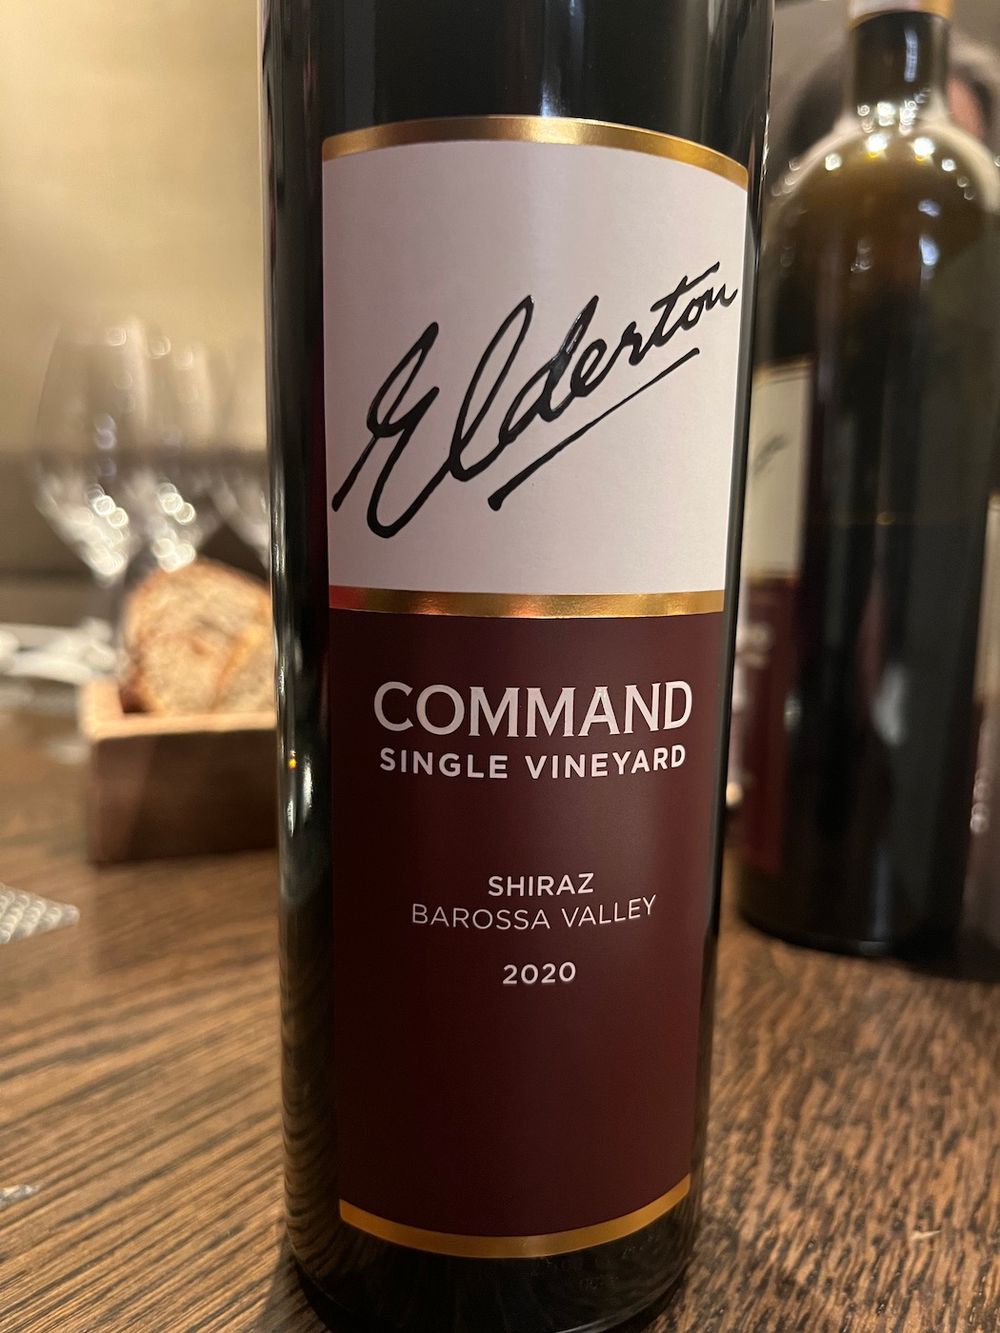 Elderton
COMMAND
SINGLE VINEYARD
SHIRAZ
BAROSSA VALLEY
2020